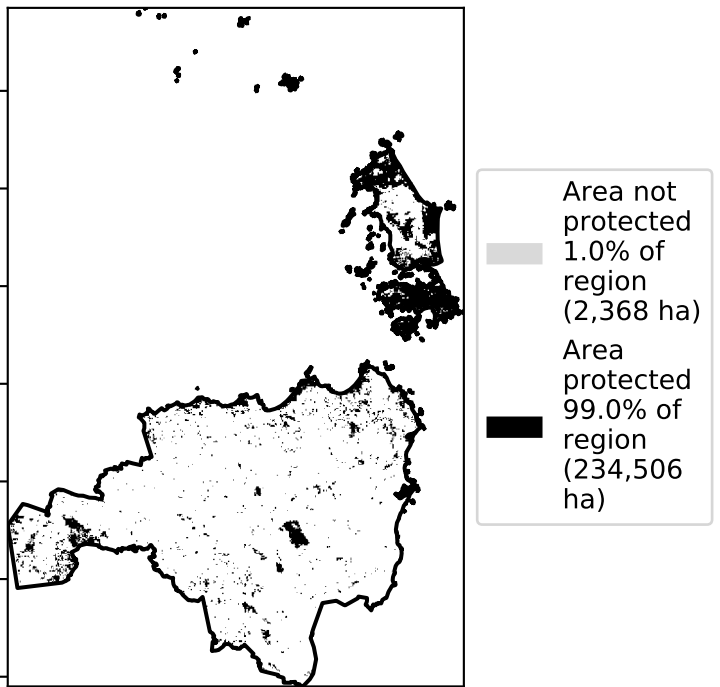 Area not
protected
1.0% of
region
(2,368 ha)
Area
protected
99.0% of
region
(234,506
ha)